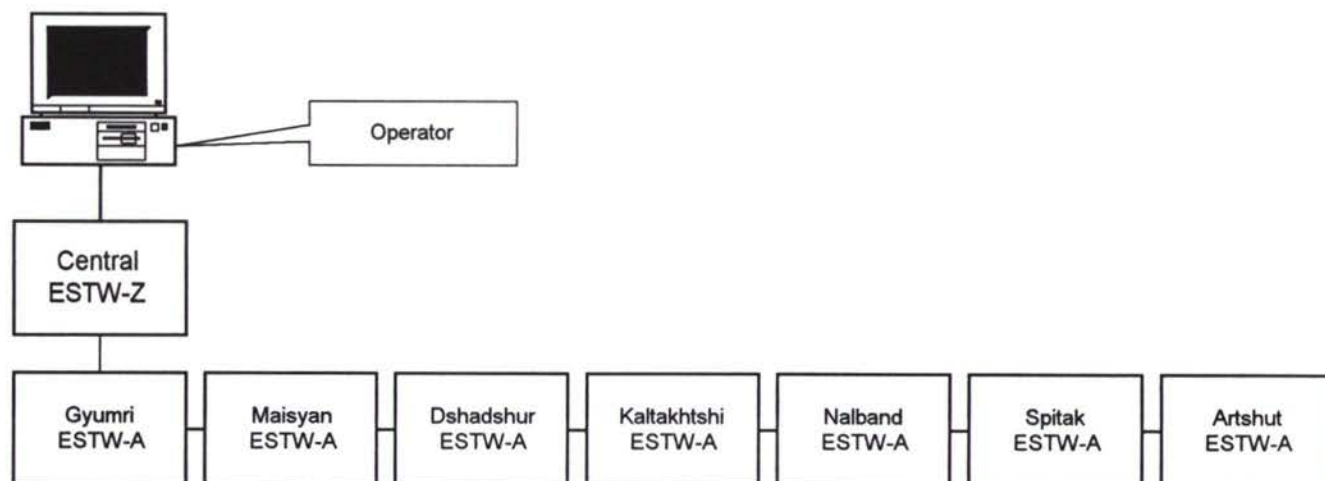 Operator
Central
ESTW-Z
Gyumri
ESTW-A
Maisyan
ESTW-A
Dshadshur
ESTW-A
Kaltakhtshi
ESTW-A
Nalband
ESTW-A
Spitak
ESTW-A
Artshut
ESTW-A